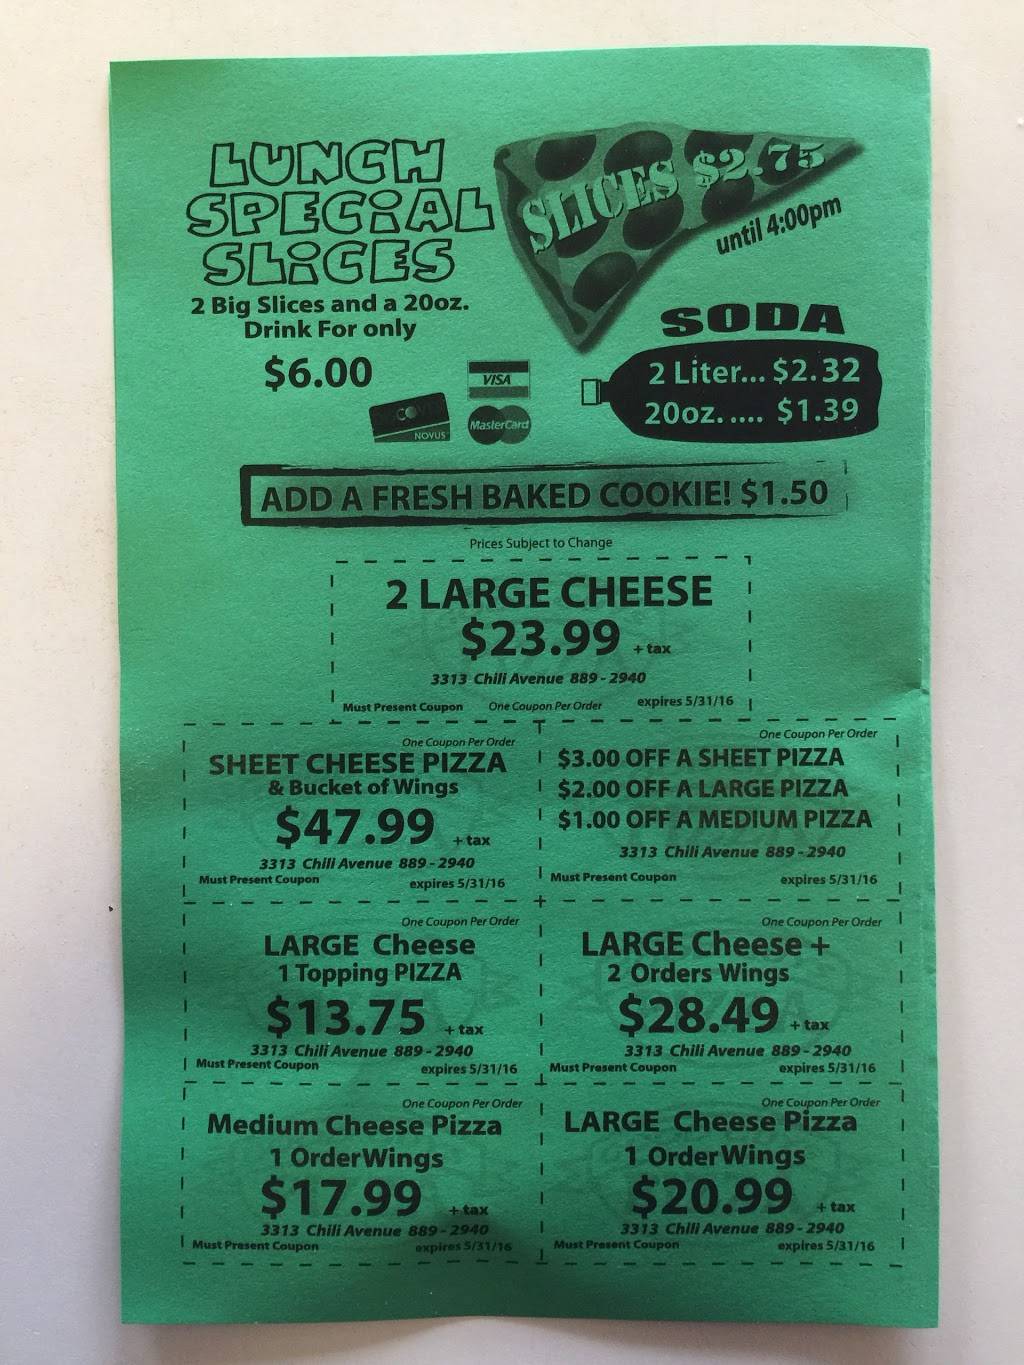 LUNCH
SPECiAL
SLiCES
2 Big Slices and a 20oz.
Drink For only
$6.00
SLICES $2.75
until 4:00pm
SODA
2 Liter... $2.32
20oz. .... $1.39
VISA
DISCOVER
NOVUS
MasterCard
ADD A FRESH BAKED COOKIE! $1.50
Prices Subject to Change
2 LARGE CHEESE
$23.99 + tax
3313 Chili Avenue 889 - 2940
Must Present Coupon One Coupon Per Order expires 5/31/16
One Coupon Per Order
SHEET CHEESE PIZZA
& Bucket of Wings
$47.99 + tax
3313 Chili Avenue 889 - 2940
Must Present Coupon expires 5/31/16
One Coupon Per Order
$3.00 OFF A SHEET PIZZA
$2.00 OFF A LARGE PIZZA
$1.00 OFF A MEDIUM PIZZA
3313 Chili Avenue 889 - 2940
Must Present Coupon expires 5/31/16
One Coupon Per Order
LARGE Cheese
1 Topping PIZZA
$13.75 + tax
3313 Chili Avenue 889 - 2940
Must Present Coupon expires 5/31/16
One Coupon Per Order
LARGE Cheese +
2 Orders Wings
$28.49 + tax
3313 Chili Avenue 889 - 2940
Must Present Coupon expires 5/31/16
One Coupon Per Order
Medium Cheese Pizza
1 Order Wings
$17.99 + tax
3313 Chili Avenue 889 - 2940
Must Present Coupon expires 5/31/16
One Coupon Per Order
LARGE Cheese Pizza
1 Order Wings
$20.99 + tax
3313 Chili Avenue 889 - 2940
Must Present Coupon expires 5/31/16